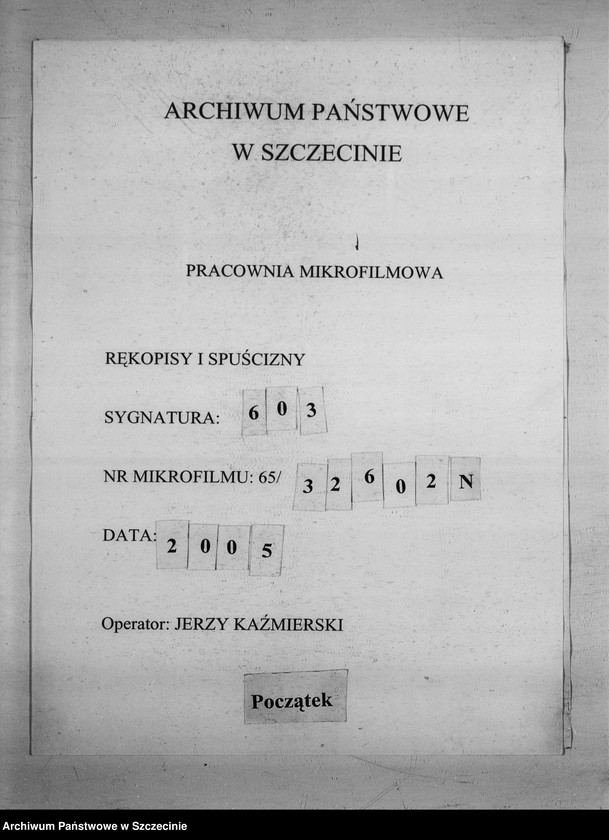 ARCHIWUM PAŃSTWOWE
W SZCZECINIE
PRACOWNIA MIKROFILMOWA
RĘKOPISY I SPUŚCIZNY
SYGNATURA: 603
NR MIKROFILMU: 65/ 32602N
DATA: 2005
Operator: JERZY KAŹMIERSKI
Początek
Archiwum Państwowe w Szczecinie